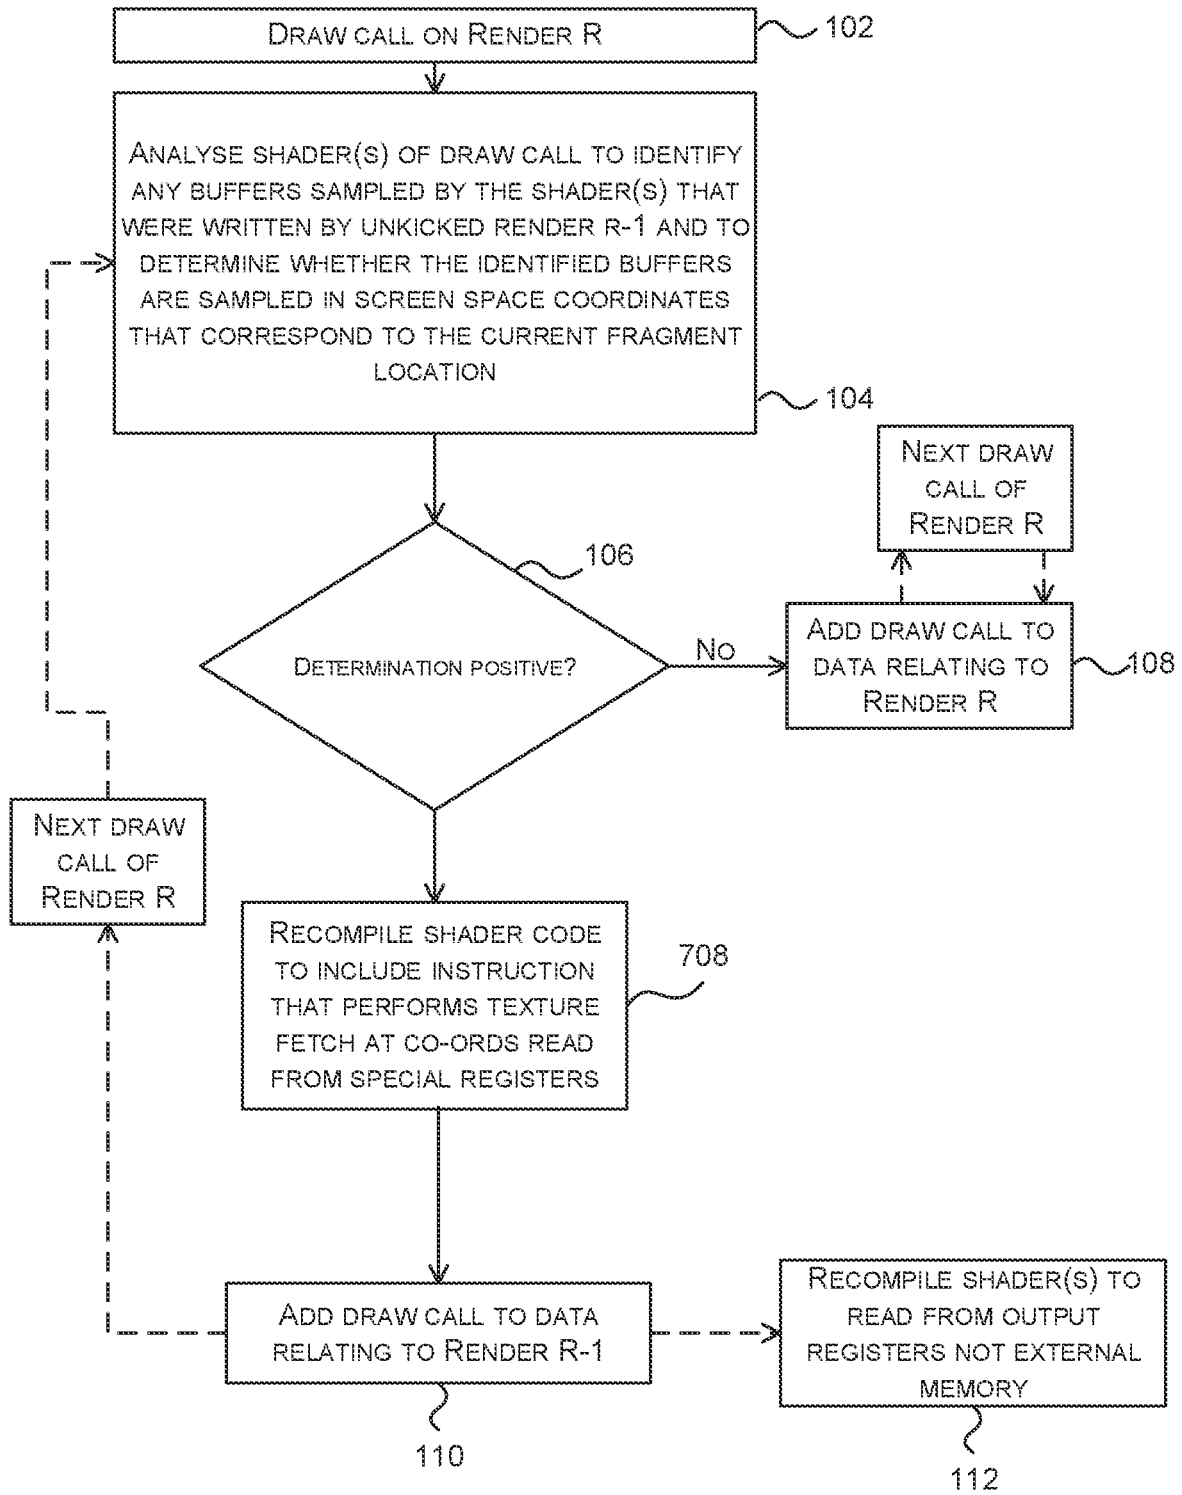 DRAW CALL ON RENDER R
102
ANALYSE SHADER(S) OF DRAW CALL TO IDENTIFY
ANY BUFFERS SAMPLED BY THE SHADER(S) THAT
WERE WRITTEN BY UNKICKED RENDER R-1 AND TO
DETERMINE WHETHER THE IDENTIFIED BUFFERS
ARE SAMPLED IN SCREEN SPACE COORDINATES
THAT CORRESPOND TO THE CURRENT FRAGMENT
LOCATION
104
NEXT DRAW
CALL OF
RENDER R
106
DETERMINATION POSITIVE?
NO
ADD DRAW CALL TO
DATA RELATING TO
RENDER R
108
NEXT DRAW
CALL OF
RENDER R
RECOMPILE SHADER CODE
TO INCLUDE INSTRUCTION
THAT PERFORMS TEXTURE
FETCH AT CO-ORDS READ
FROM SPECIAL REGISTERS
708
ADD DRAW CALL TO DATA
RELATING TO RENDER R-1
110
RECOMPILE SHADER(S) TO
READ FROM OUTPUT
REGISTERS NOT EXTERNAL
MEMORY
112